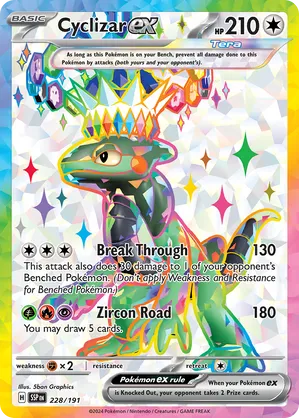 BASIC Cyclizar ex HP 210
Tera
As long as this Pokémon is on your Bench, prevent all damage done to this
Pokémon by attacks (both yours and your opponent's).
Break Through 130
This attack also does 30 damage to 1 of your opponent's
Benched Pokémon. (Don't apply Weakness and Resistance
for Benched Pokémon.)
Zircon Road 180
You may draw 5 cards.
weakness ×2 resistance retreat
Illus. 5ban Graphics
H SSP EN 228/191
©2024 Pokémon / Nintendo / Creatures / GAME FREAK
Pokémon ex rule When your Pokémon ex
is Knocked Out, your opponent takes 2 Prize cards.